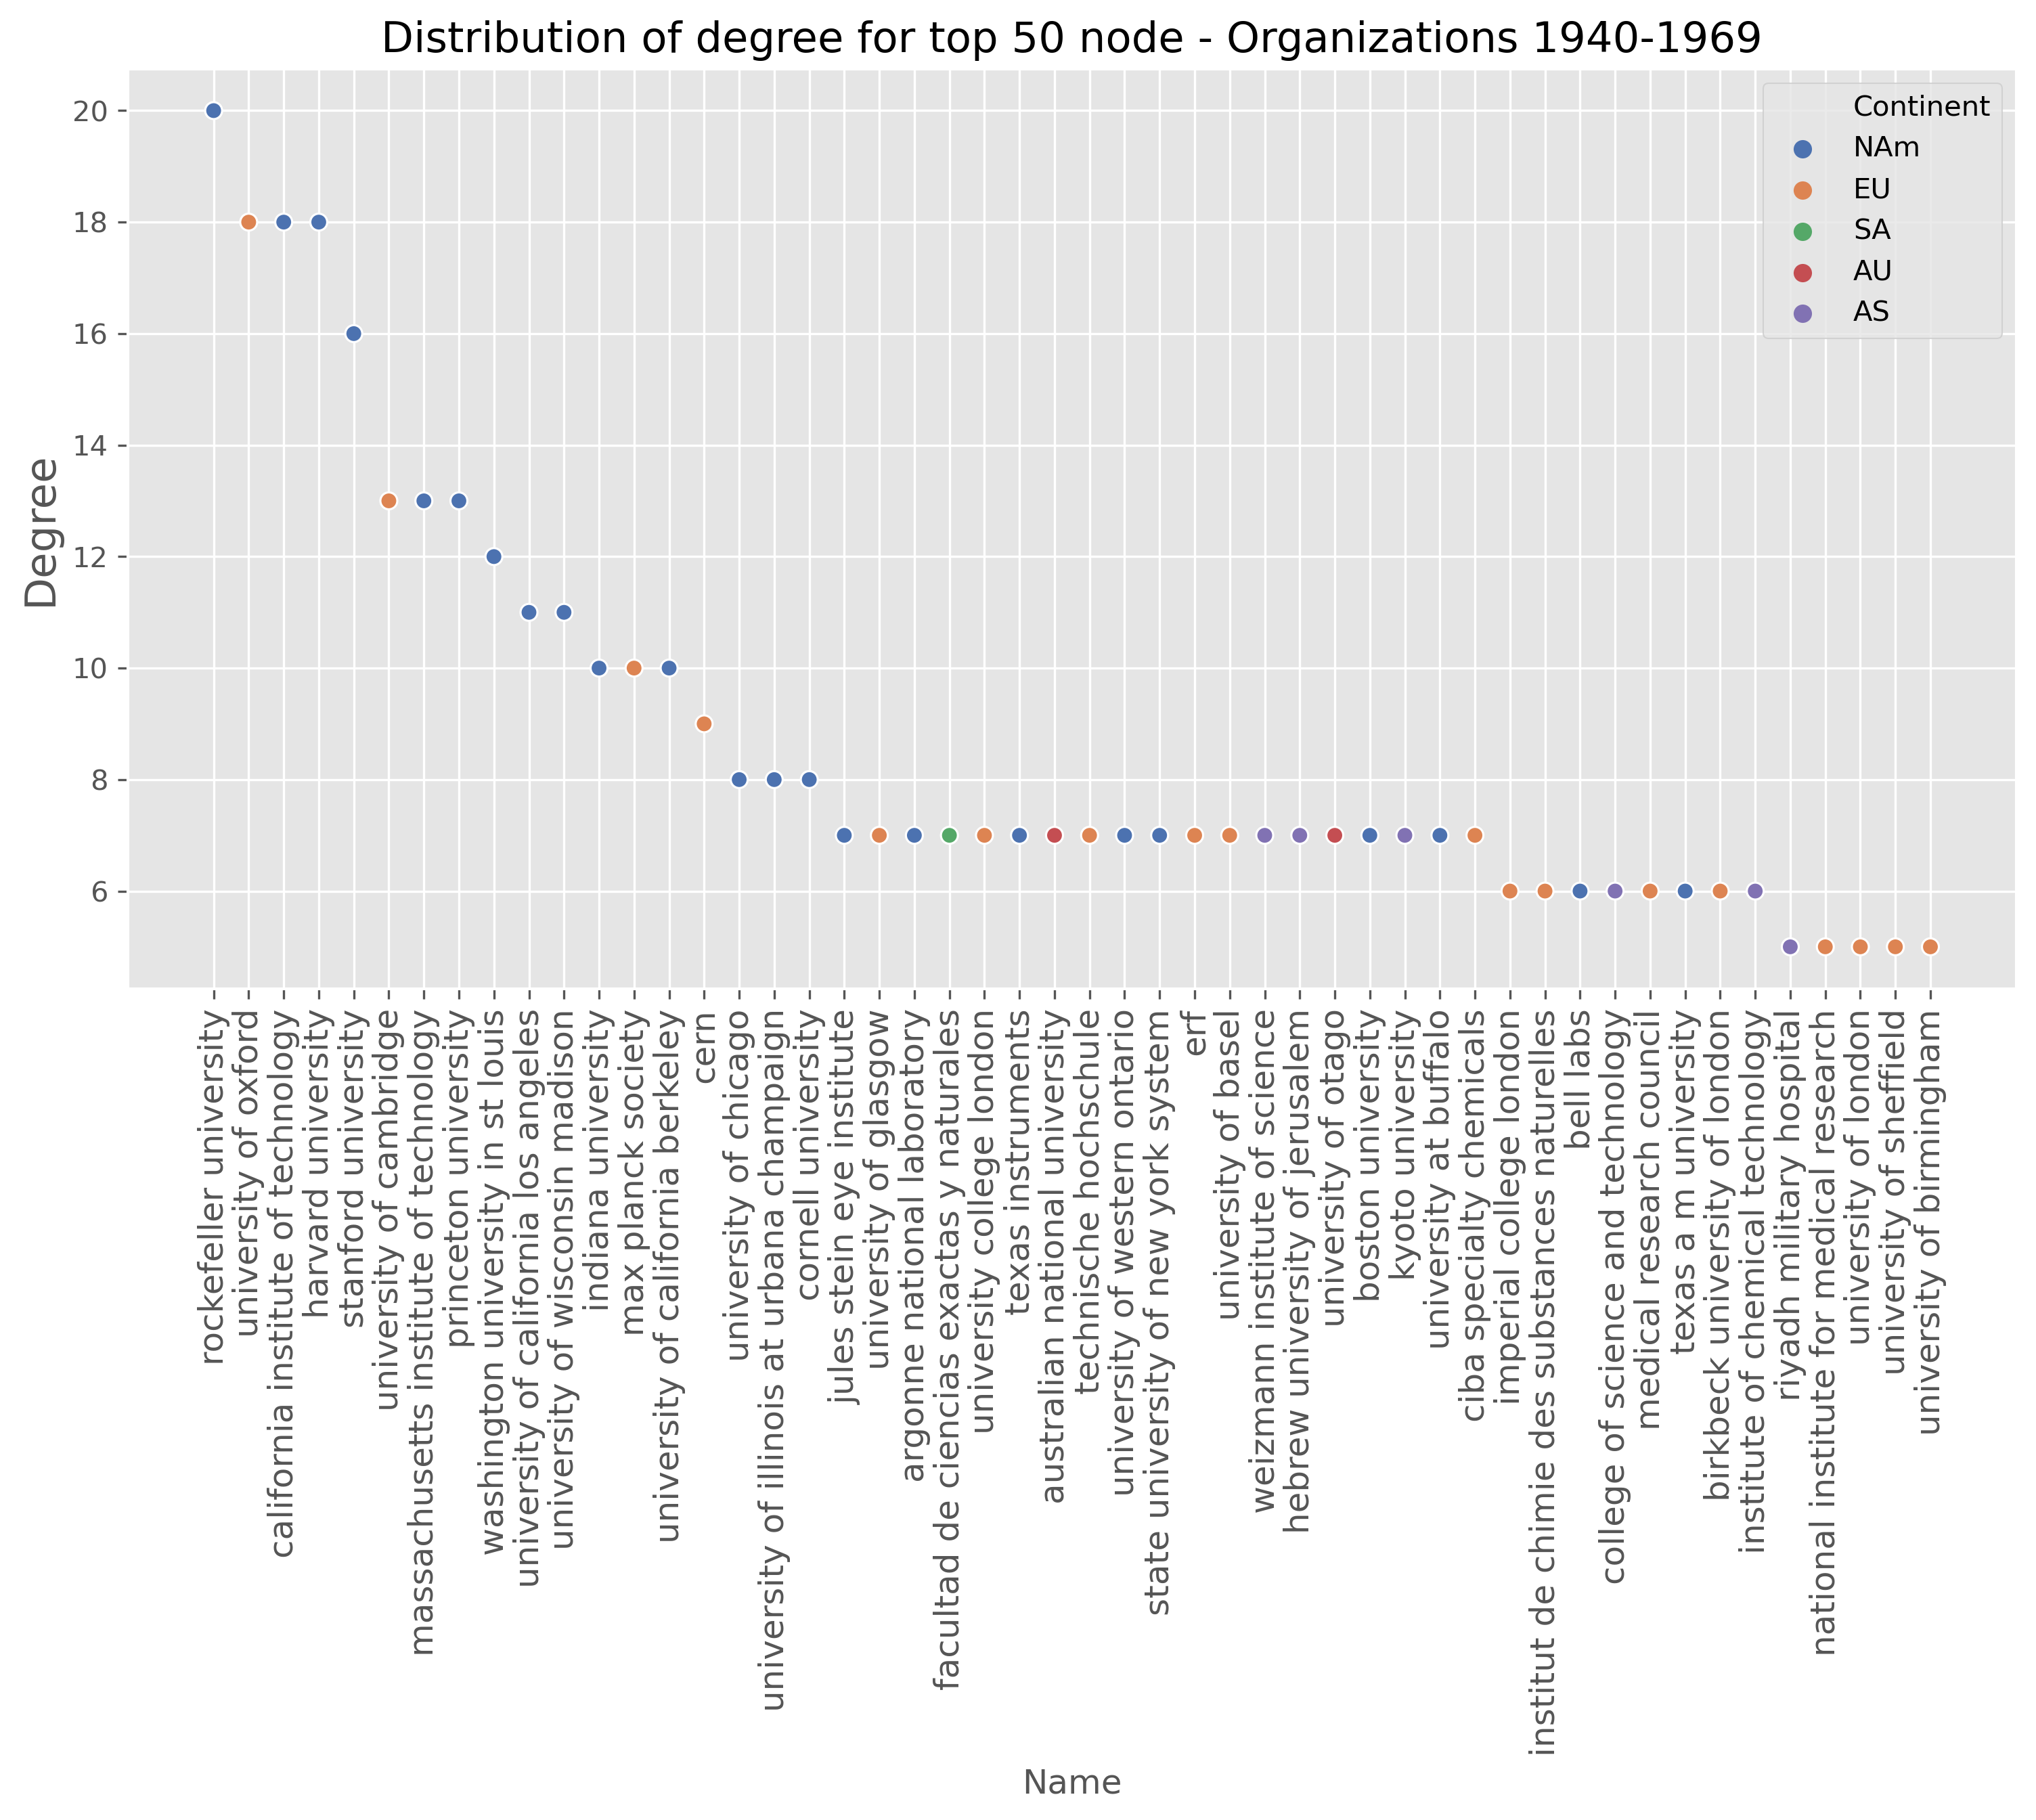 Distribution of degree for top 50 node - Organizations 1940-1969
Degree
20
18
16
14
12
10
8
6
Continent
NAm
EU
SA
AU
AS
rockefeller university
university of oxford
california institute of technology
harvard university
stanford university
university of cambridge
massachusetts institute of technology
princeton university
washington university in st louis
university of california los angeles
university of wisconsin madison
indiana university
max planck society
university of california berkeley
cern
university of chicago
university of illinois at urbana champaign
cornell university
jules stein eye institute
university of glasgow
argonne national laboratory
facultad de ciencias exactas y naturales
university college london
texas instruments
australian national university
technische hochschule
university of western ontario
state university of new york system
erf
university of basel
weizmann institute of science
hebrew university of jerusalem
university of otago
boston university
kyoto university
university at buffalo
ciba specialty chemicals
imperial college london
institut de chimie des substances naturelles
bell labs
college of science and technology
medical research council
texas a m university
birkbeck university of london
institute of chemical technology
riyadh military hospital
national institute for medical research
university of london
university of sheffield
university of birmingham
Name